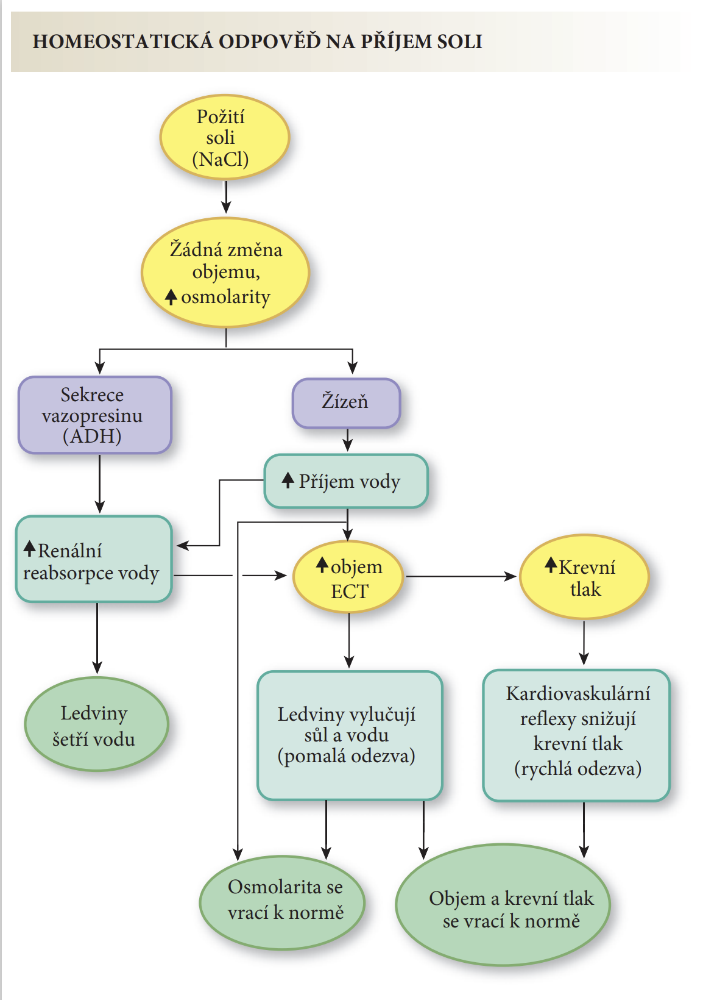 HOMEOSTATICKÁ ODPOVĚĎ NA PŘÍJEM SOLI
Požití
soli
(NaCl)
Žádná změna
objemu,
osmolarity
Sekrece
vazopresinu
(ADH)
Žízeň
Příjem vody
Renální
reabsorpce vody
objem
ECT
Krevní
tlak
Ledviny
šetří vodu
Ledviny vylučují
sůl a vodu
(pomalá odezva)
Kardiovaskulární
reflexy snižují
krevní tlak
(rychlá odezva)
Osmolarita se
vrací k normě
Objem a krevní tlak
se vrací k normě